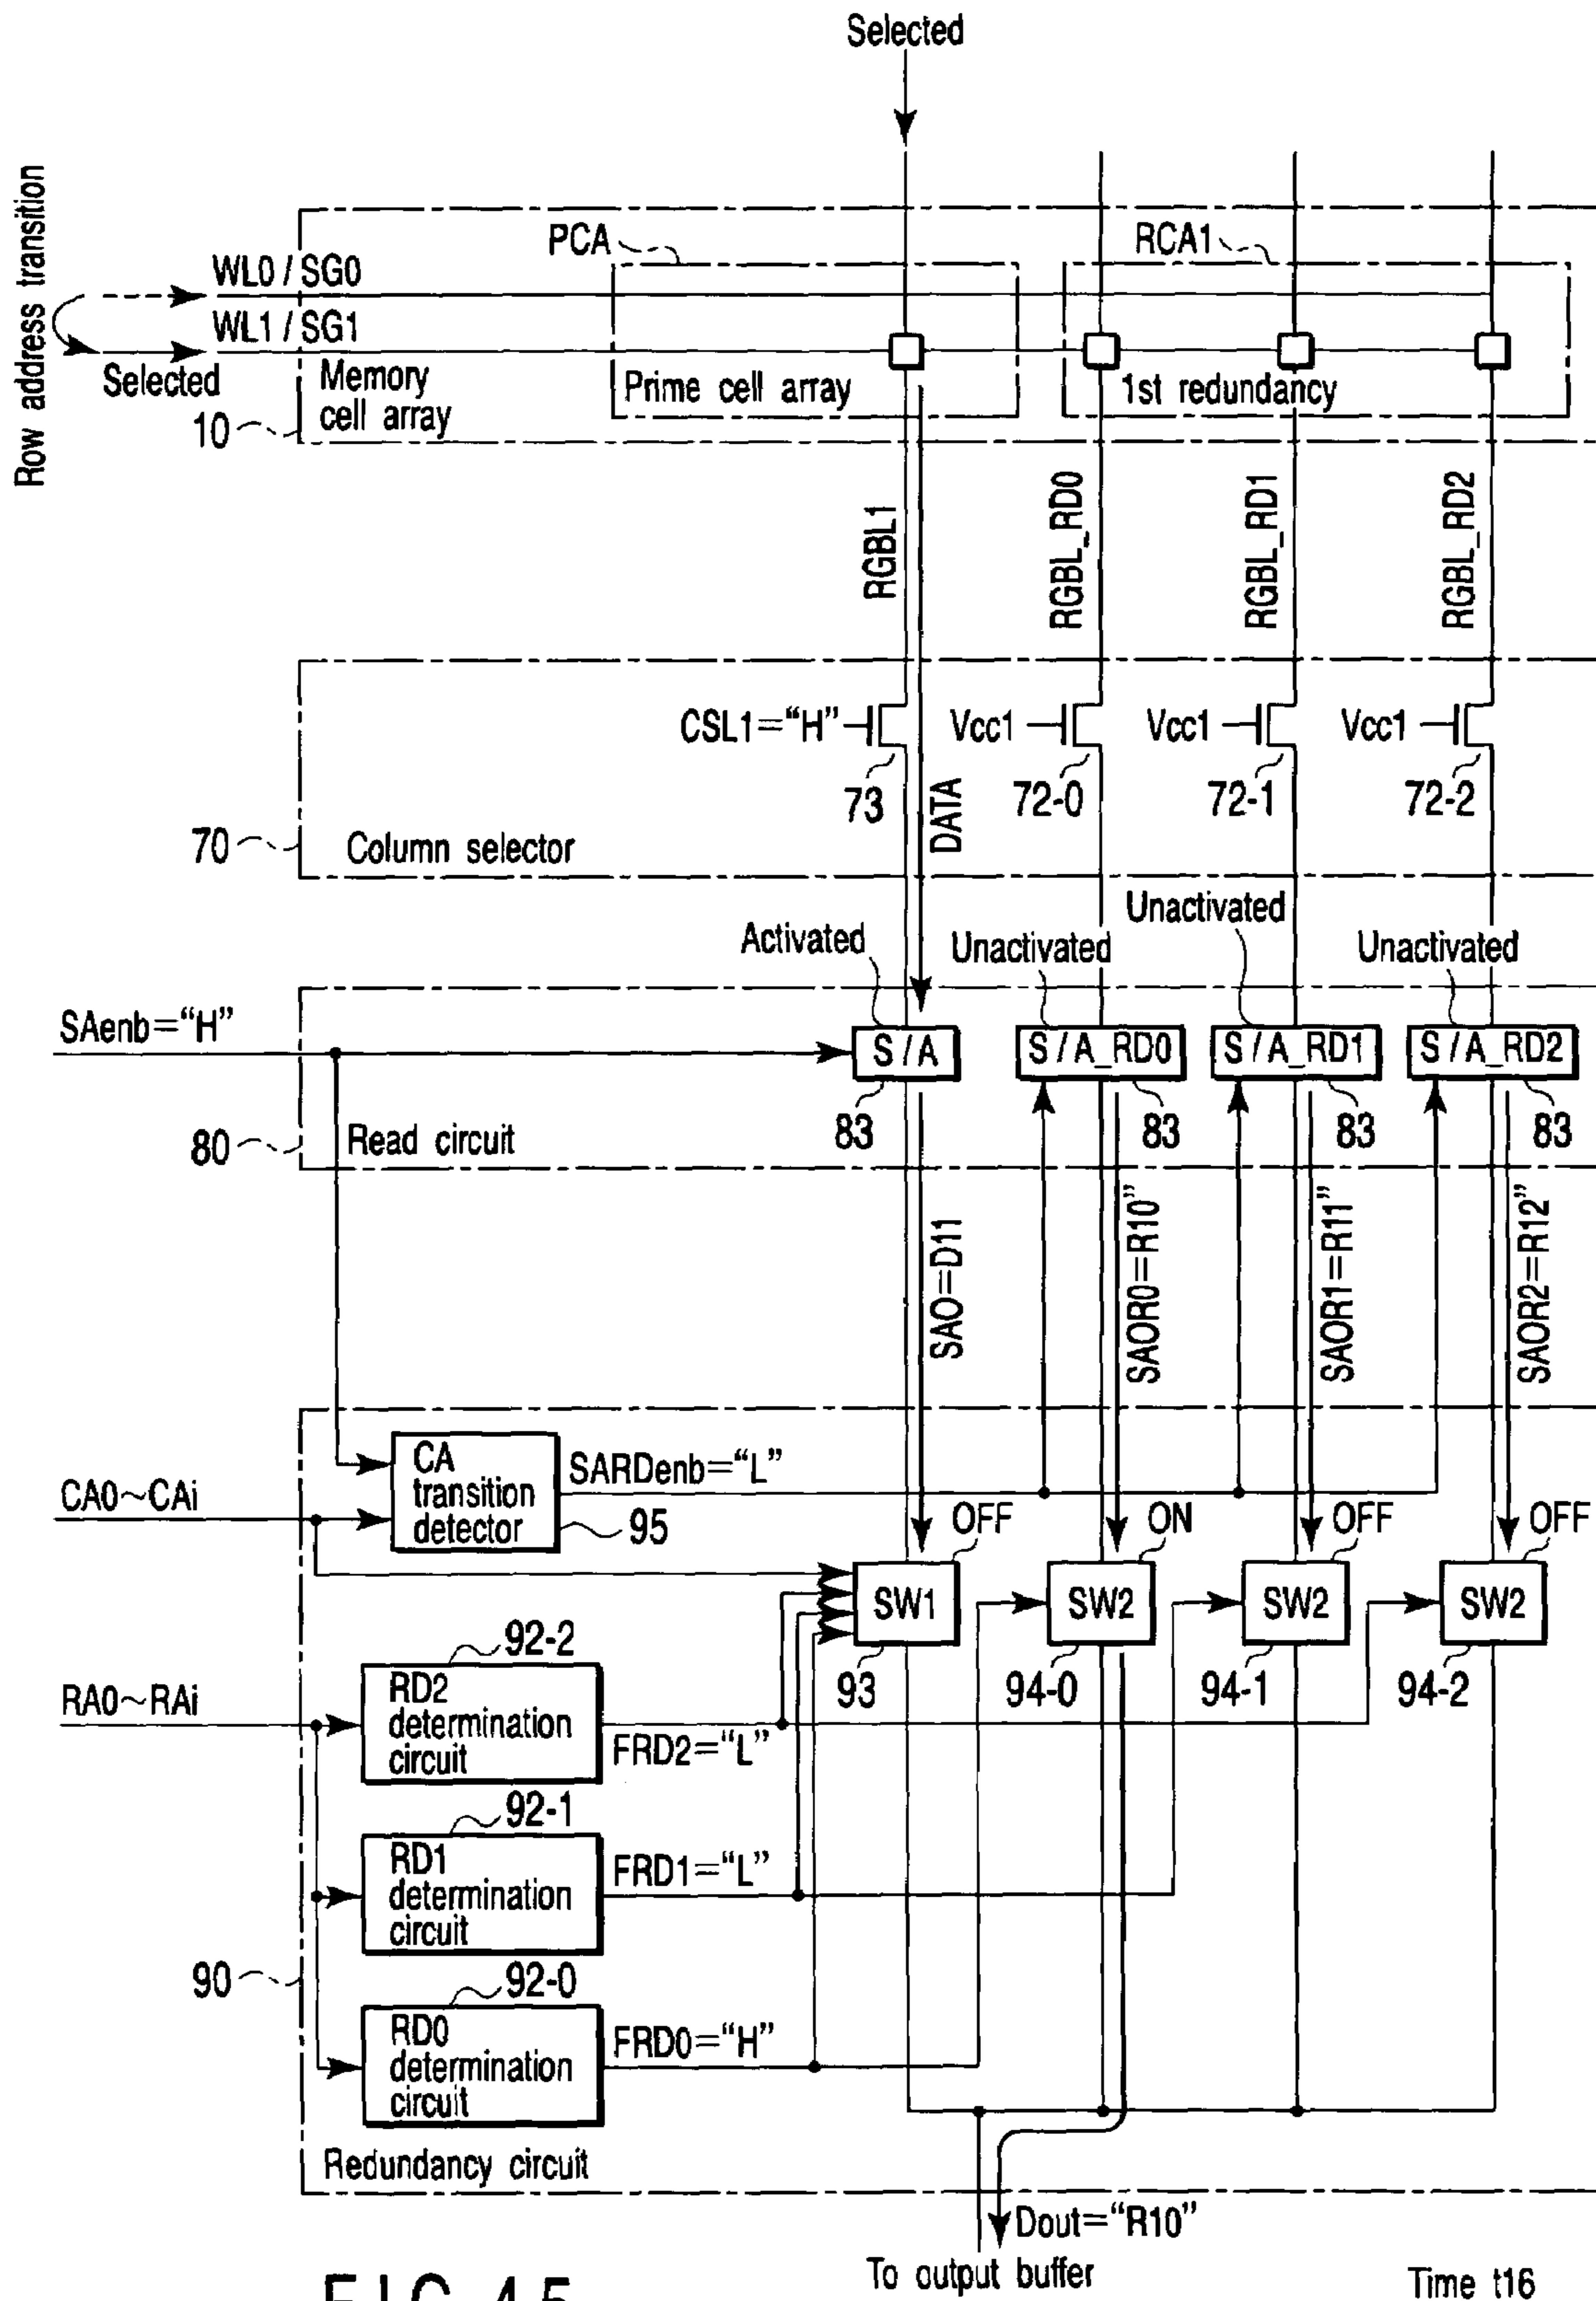 Selected
Row address transition
PCA
RCA1
WL0 / SG0
WL1 / SG1
Selected
Memory
cell array
Prime cell array
1st redundancy
10
RGBL1
RGBL_RD0
RGBL_RD1
RGBL_RD2
CSL1="H"
Vcc1
Vcc1
Vcc1
73
72-0
72-1
72-2
DATA
70
Column selector
Activated
Unactivated
Unactivated
Unactivated
SAenb="H"
S / A
S / A_RD0
S / A_RD1
S / A_RD2
83
83
83
83
80
Read circuit
SAO=D11
SAOR0=R10"
SAOR1=R11"
SAOR2=R12"
CA
transition
detector
SARDenb="L"
CA0~CAi
95
OFF
ON
OFF
OFF
SW1
SW2
SW2
SW2
93
94-0
94-1
94-2
92-2
RA0~RAi
RD2
determination
circuit
FRD2="L"
92-1
RD1
determination
circuit
FRD1="L"
90
92-0
RD0
determination
circuit
FRD0="H"
Redundancy circuit
Dout="R10"
To output buffer
Time t16
FIG. 45